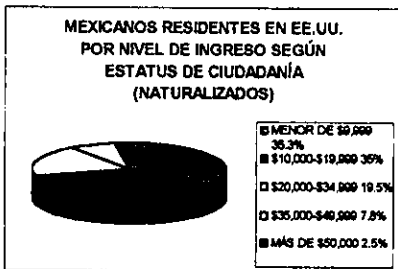 MEXICANOS RESIDENTES EN EE.UU.
POR NIVEL DE INGRESO SEGÚN
ESTATUS DE CIUDADANÍA
(NATURALIZADOS)
MENOR DE $9,999
35.3%
$10,000-$19,999 35%
$20,000-$34,999 19.5%
$35,000-$49,999 7.8%
MÁS DE $50,000 2.5%